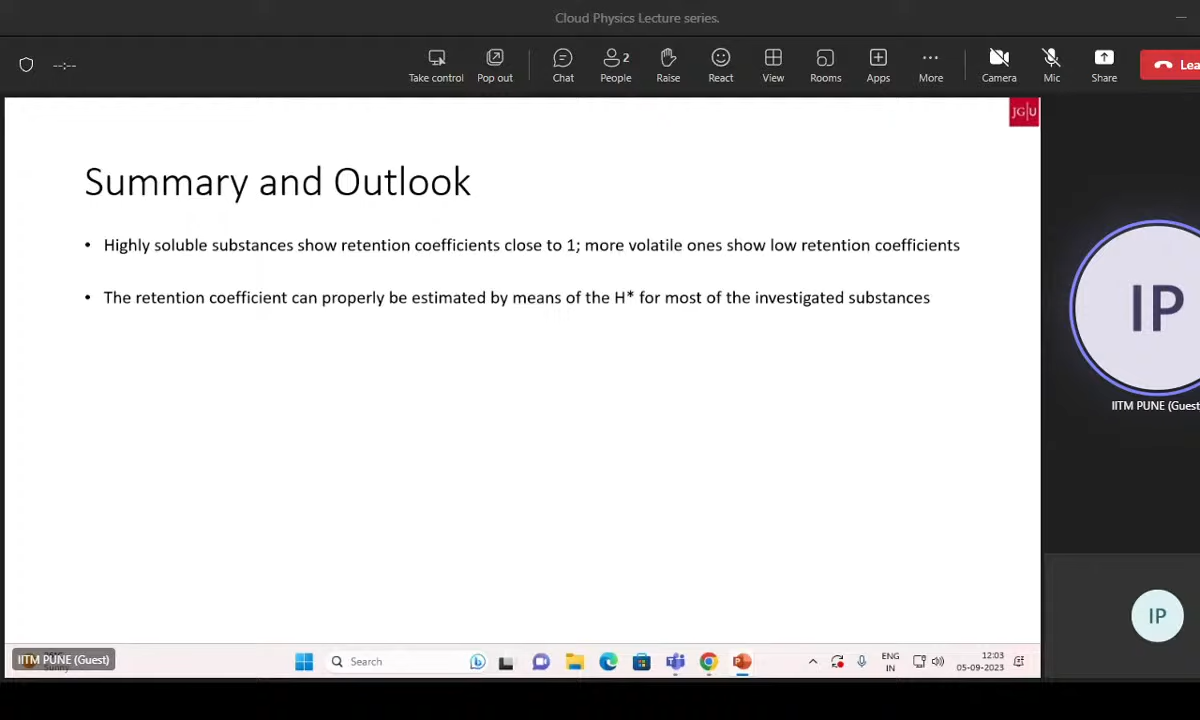 Cloud Physics Lecture series.
--:--
Take control
Pop out
Chat
2
People
Raise
React
View
Rooms
Apps
More
Camera
Mic
Share
Lea
JG|U
Summary and Outlook
• Highly soluble substances show retention coefficients close to 1; more volatile ones show low retention coefficients
• The retention coefficient can properly be estimated by means of the H* for most of the investigated substances
IP
IITM PUNE (Guest
IP
IITM PUNE (Guest)
Search
ENG
IN
12:03
05-09-2023